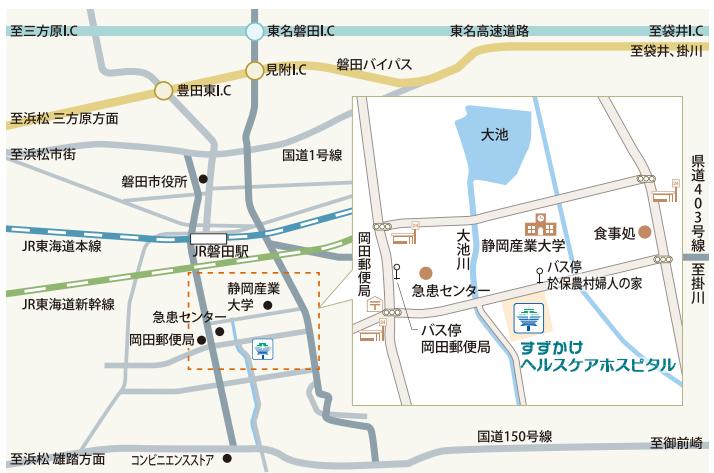 至三方原I.C
東名磐田I.C
東名高速道路
至袋井I.C
至袋井、掛川
見附I.C
磐田バイパス
豊田東I.C
至浜松 三方原方面
至浜松市街
国道1号線
磐田市役所
JR東海道本線
JR磐田駅
JR東海道新幹線
静岡産業
大学
急患センター
岡田郵便局
至浜松 雄踏方面
コンビニエンスストア
国道150号線
至御前崎
県道403号線
至掛川
大池
大池川
静岡産業大学
食事処
岡田郵便局
急患センター
バス停
於保農村婦人の家
バス停
岡田郵便局
すずかけ
ヘルスケアホスピタル